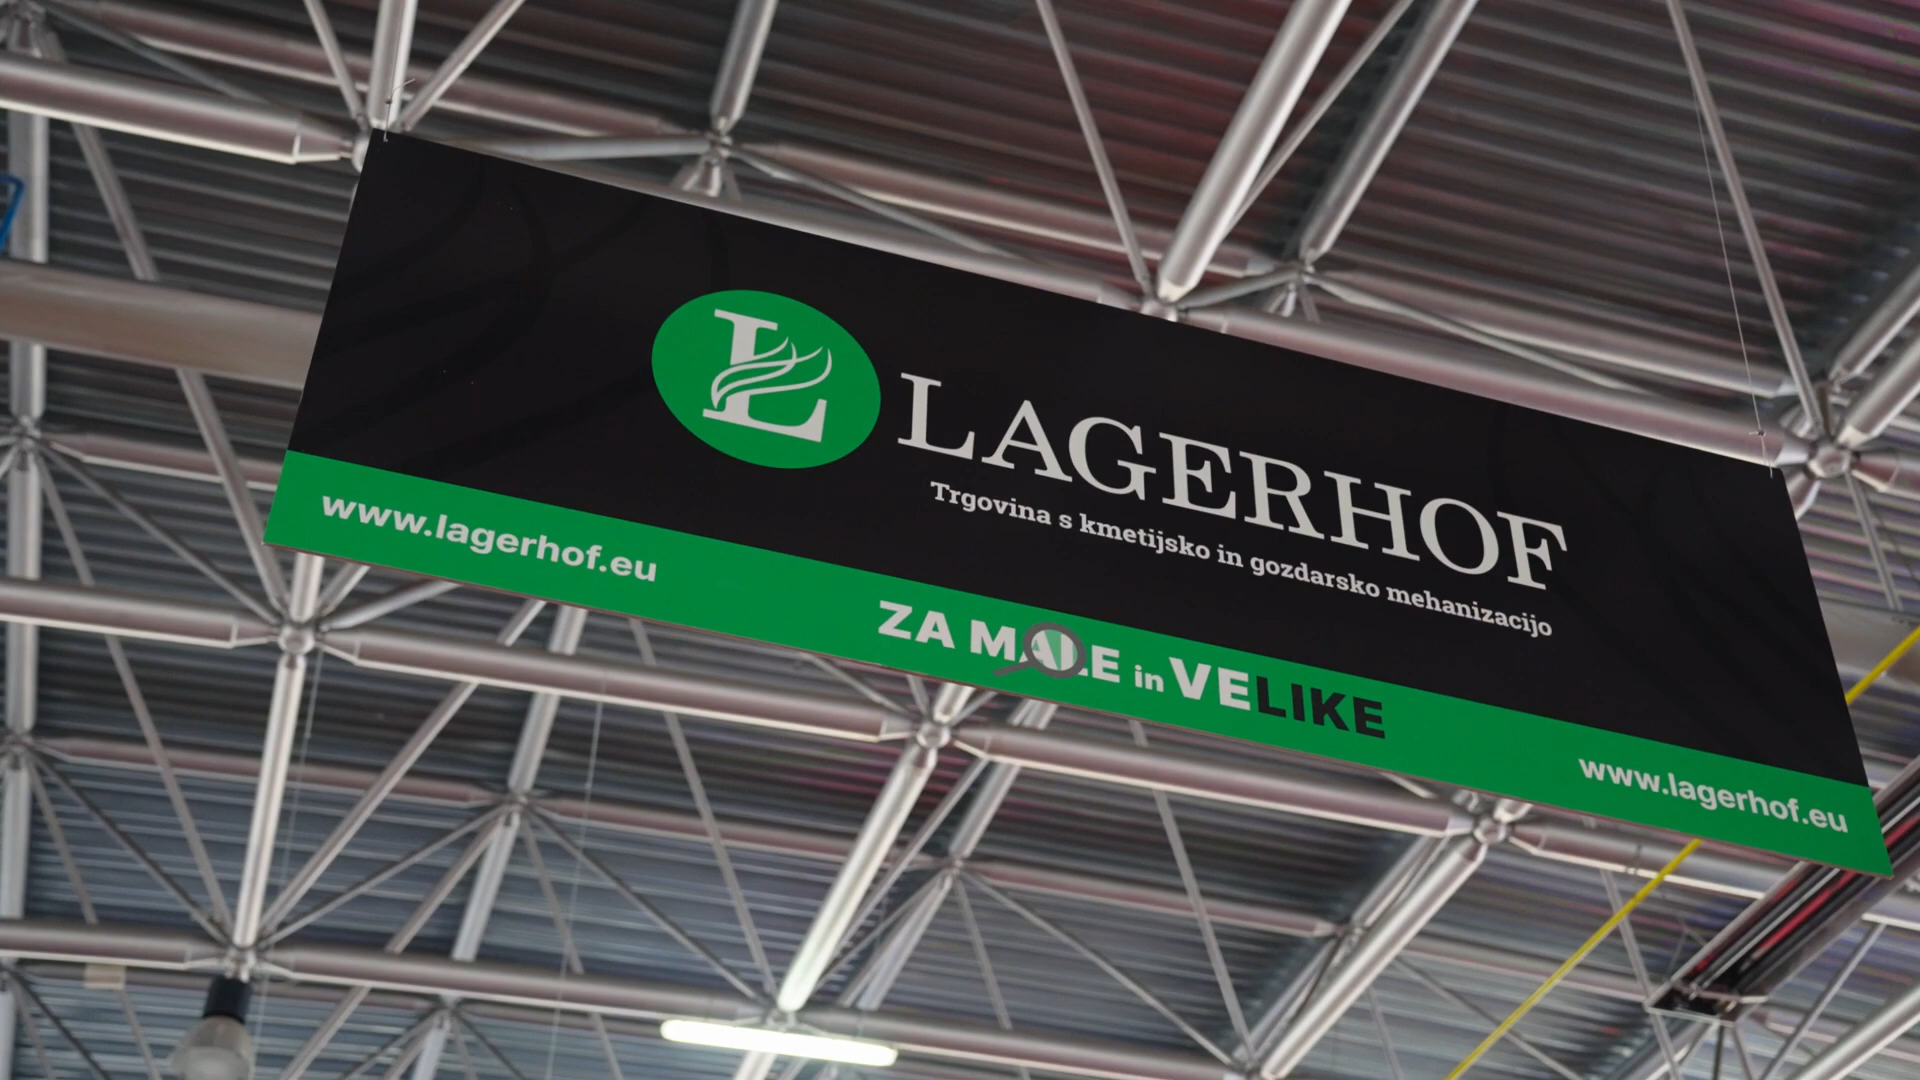 L
LAGERHOF
Trgovina s kmetijsko in gozdarsko mehanizacijo
www.lagerhof.eu
ZA MALE in VELIKE
www.lagerhof.eu